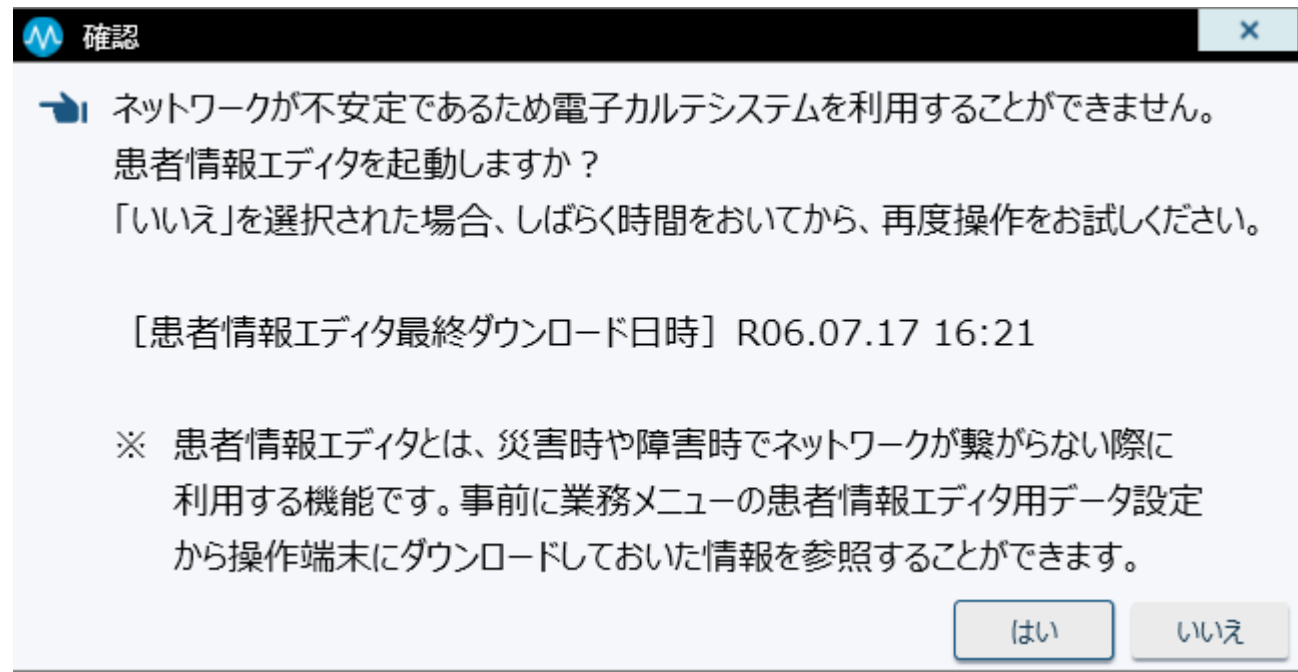 確認
ネットワークが不安定であるため電子カルテシステムを利用することができません。
患者情報エディタを起動しますか？
「いいえ」を選択された場合、しばらく時間をおいてから、再度操作をお試しください。
［患者情報エディタ最終ダウンロード日時］R06.07.17 16:21
※ 患者情報エディタとは、災害時や障害時でネットワークが繋がらない際に
利用する機能です。事前に業務メニューの患者情報エディタ用データ設定
から操作端末にダウンロードしておいた情報を参照することができます。
はい いいえ